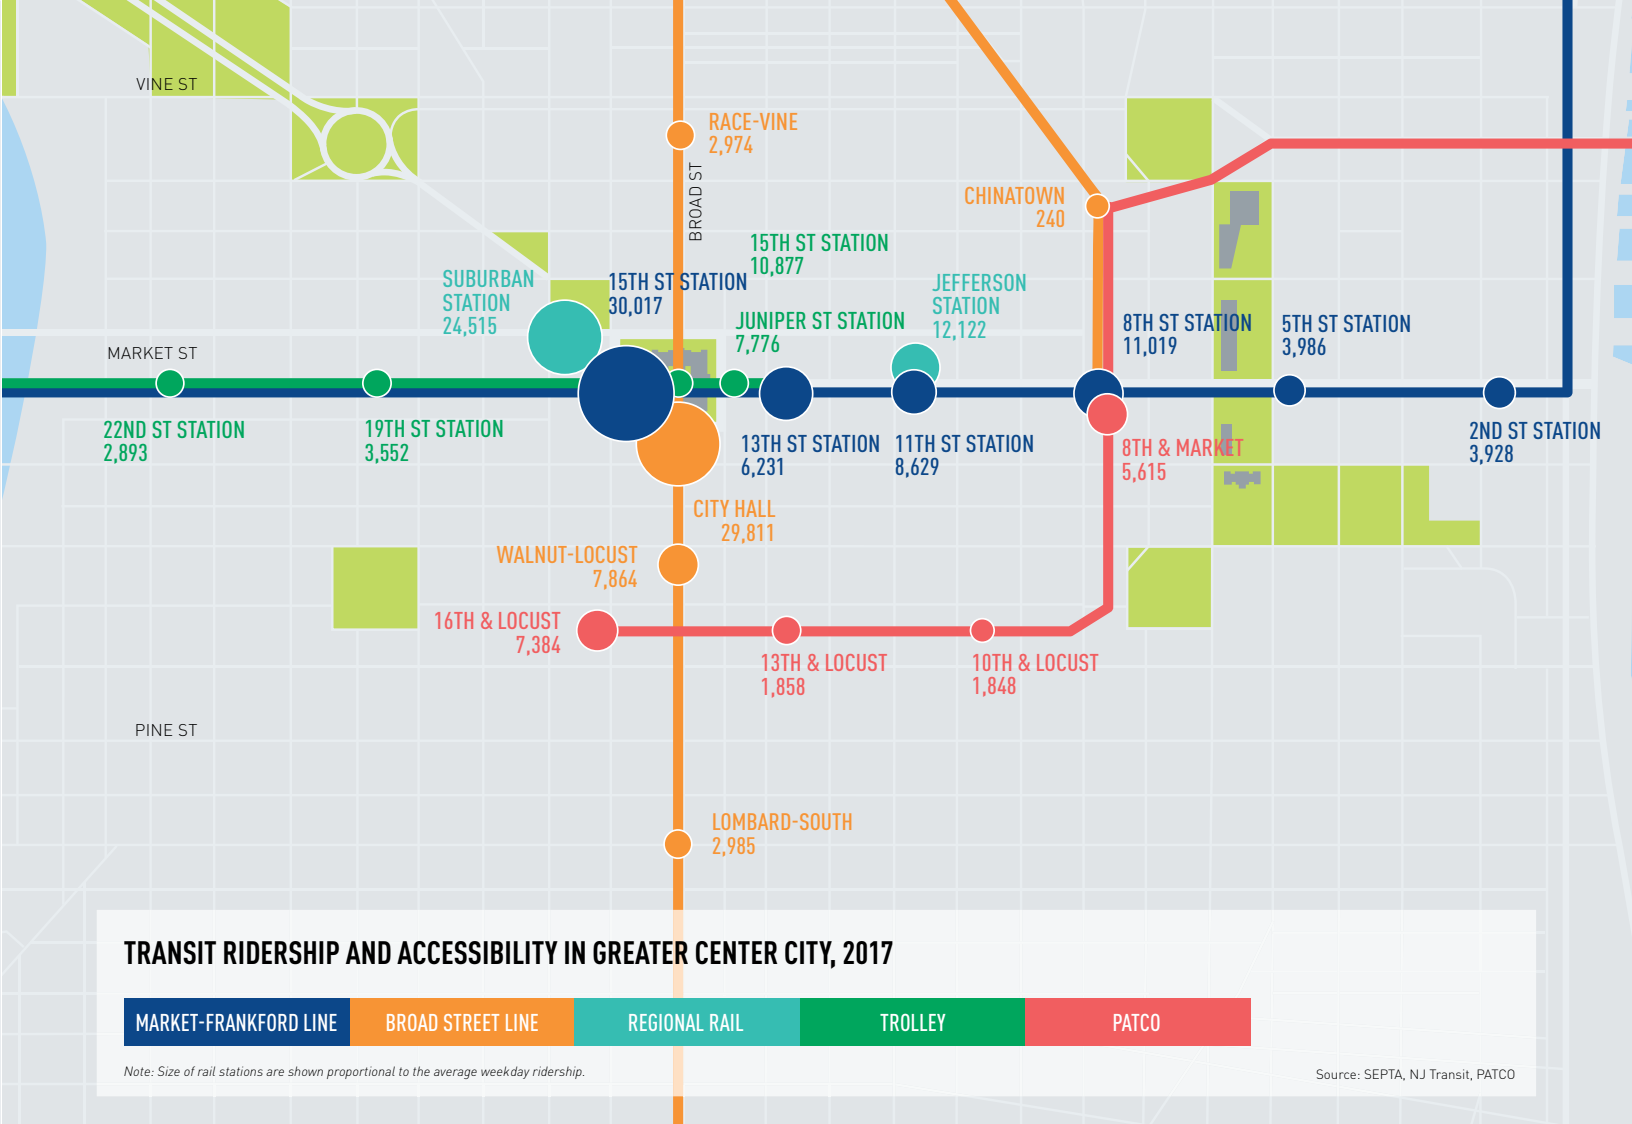 VINE ST
RACE-VINE
2,974
BROAD ST
CHINATOWN
240
15TH ST STATION
10,877
SUBURBAN
STATION
24,515
15TH ST STATION
30,017
JEFFERSON
STATION
12,122
JUNIPER ST STATION
7,776
8TH ST STATION
11,019
5TH ST STATION
3,986
MARKET ST
22ND ST STATION
2,893
19TH ST STATION
3,552
13TH ST STATION
6,231
11TH ST STATION
8,629
8TH & MARKET
5,615
2ND ST STATION
3,928
CITY HALL
29,811
WALNUT-LOCUST
7,864
16TH & LOCUST
7,384
13TH & LOCUST
1,858
10TH & LOCUST
1,848
PINE ST
LOMBARD-SOUTH
2,985
TRANSIT RIDERSHIP AND ACCESSIBILITY IN GREATER CENTER CITY, 2017
MARKET-FRANKFORD LINE
BROAD STREET LINE
REGIONAL RAIL
TROLLEY
PATCO
Note: Size of rail stations are shown proportional to the average weekday ridership.
Source: SEPTA, NJ Transit, PATCO